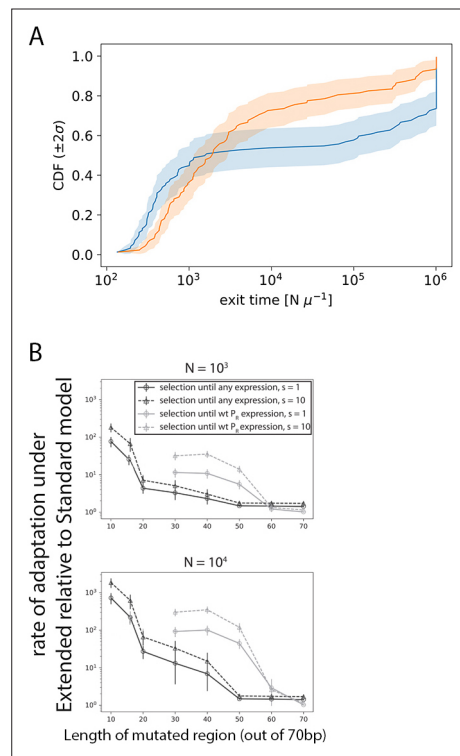 A
1.0
0.8
0.6
0.4
0.2
0.0
CDF (±2σ)
10² 10³ 10⁴ 10⁵ 10⁶
exit time [N μ⁻¹]
B
N = 10³
selection until any expression, s = 1
selection until any expression, s = 10
selection until wt P_R expression, s = 1
selection until wt P_R expression, s = 10
10³
10²
10¹
10⁰
10 20 30 40 50 60 70
rate of adaptation under
Extended relative to Standard model
N = 10⁴
10³
10²
10¹
10⁰
10 20 30 40 50 60 70
Length of mutated region (out of 70bp)